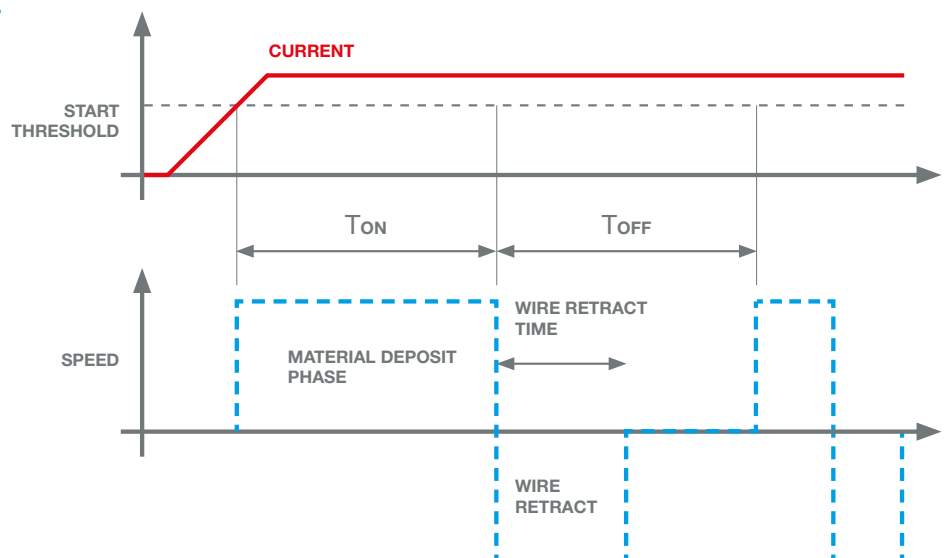 CURRENT
START
THRESHOLD
TON
TOFF
WIRE RETRACT
TIME
SPEED
MATERIAL DEPOSIT
PHASE
WIRE
RETRACT